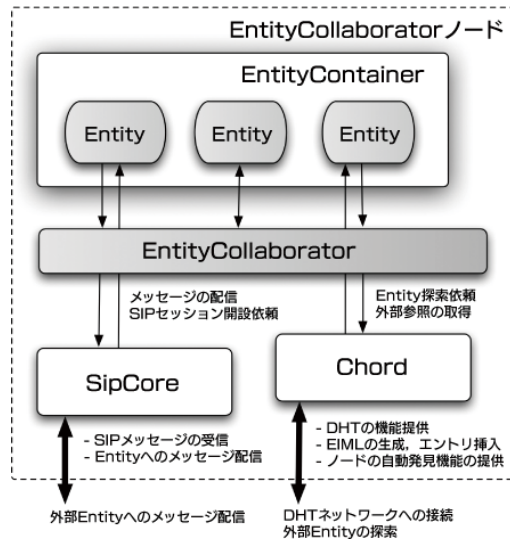 EntityCollaboratorノード
EntityContainer
Entity
Entity
Entity
EntityCollaborator
メッセージの配信
SIPセッション開設依頼
Entity探索依頼
外部参照の取得
SipCore
Chord
- SIPメッセージの受信
- Entityへのメッセージ配信
- DHTの機能提供
- EIMLの生成，エントリ挿入
- ノードの自動発見機能の提供
外部Entityへのメッセージ配信
DHTネットワークへの接続
外部Entityの探索